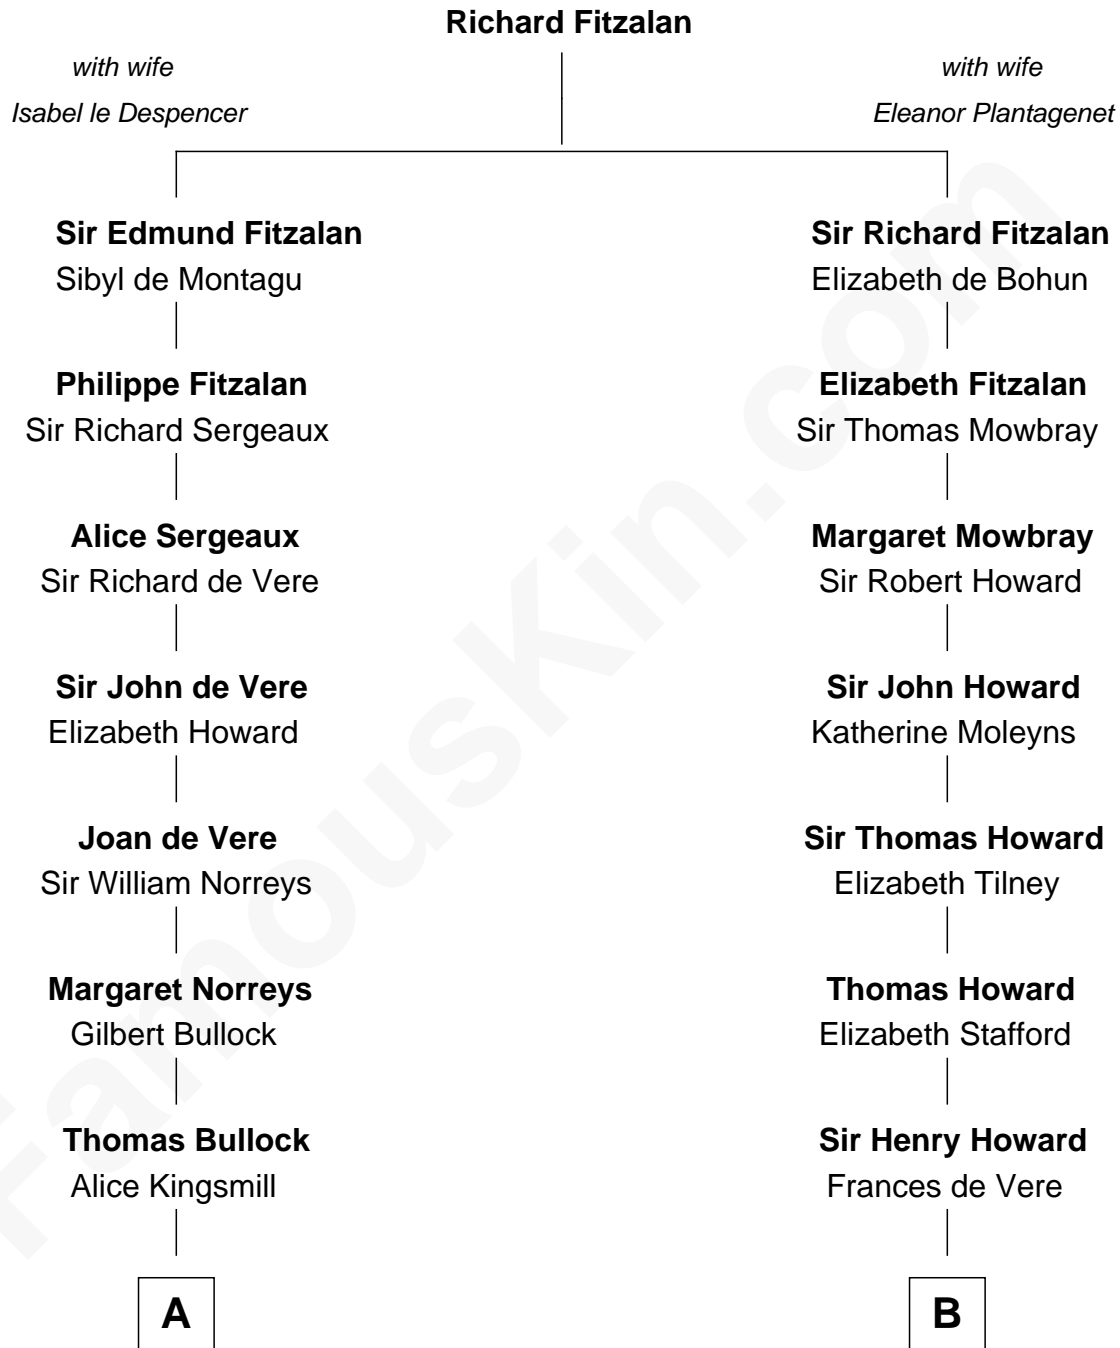 Richard Fitzalan
with wife
Isabel le Despencer
with wife
Eleanor Plantagenet
Sir Edmund Fitzalan
Sibyl de Montagu
Philippe Fitzalan
Sir Richard Sergeaux
Alice Sergeaux
Sir Richard de Vere
Sir John de Vere
Elizabeth Howard
Joan de Vere
Sir William Norreys
Margaret Norreys
Gilbert Bullock
Thomas Bullock
Alice Kingsmill
A
Sir Richard Fitzalan
Elizabeth de Bohun
Elizabeth Fitzalan
Sir Thomas Mowbray
Margaret Mowbray
Sir Robert Howard
Sir John Howard
Katherine Moleyns
Sir Thomas Howard
Elizabeth Tilney
Thomas Howard
Elizabeth Stafford
Sir Henry Howard
Frances de Vere
B
FamousKin.com